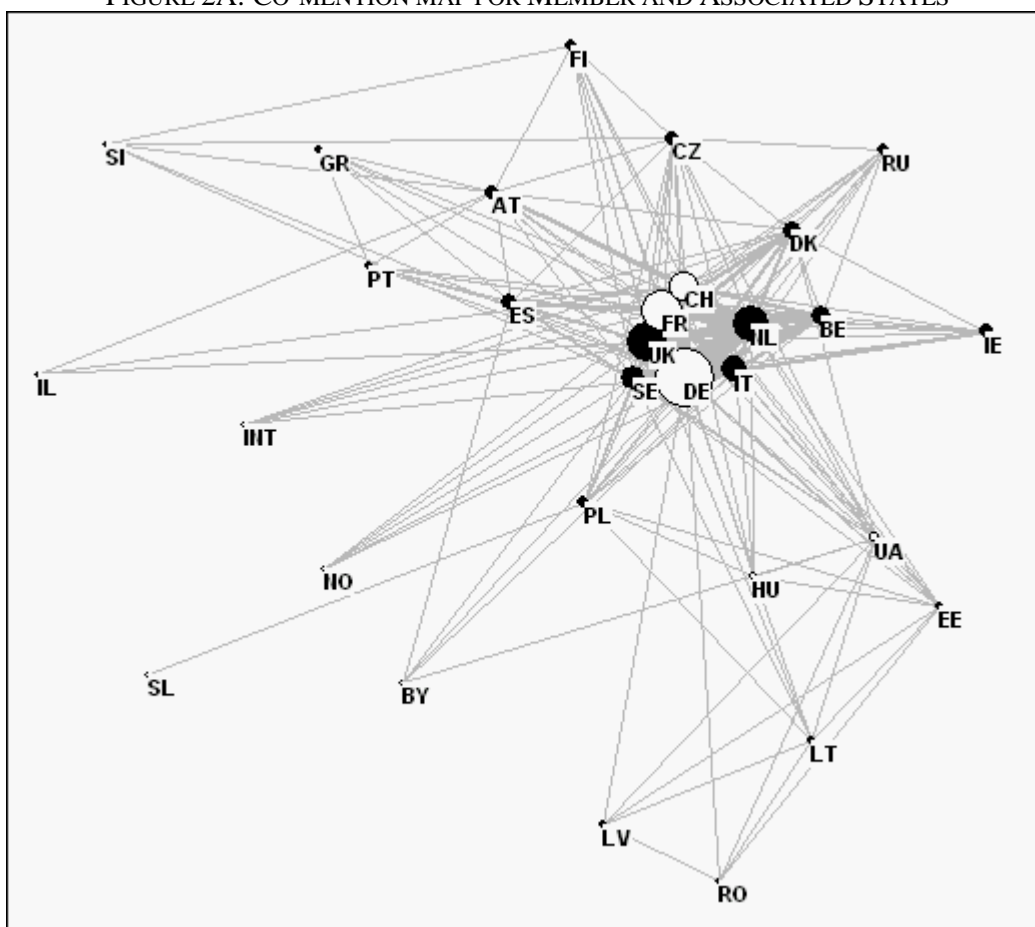 FIGURE 2A: CO-MENTION MAP FOR MEMBER AND ASSOCIATED STATES
FI
SI
GR
CZ
RU
AT
DK
PT
CH
ES
FR
NL
BE
IE
UK
IL
SE
DE
IT
INT
PL
UA
NO
HU
EE
SL
BY
LT
LV
RO